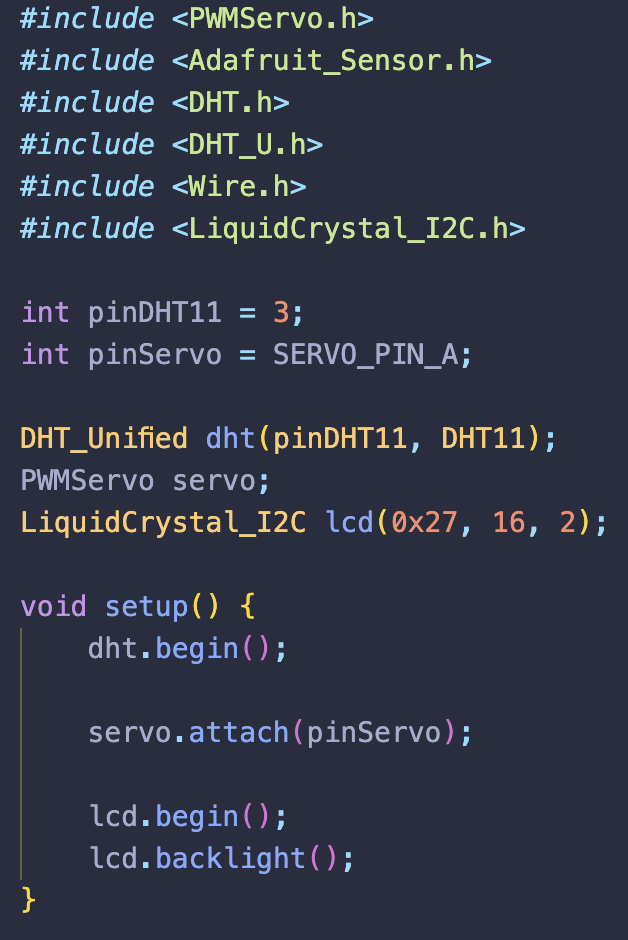 #include <PWMServo.h>
#include <Adafruit_Sensor.h>
#include <DHT.h>
#include <DHT_U.h>
#include <Wire.h>
#include <LiquidCrystal_I2C.h>
int pinDHT11 = 3;
int pinServo = SERVO_PIN_A;
DHT_Unified dht(pinDHT11, DHT11);
PWMServo servo;
LiquidCrystal_I2C lcd(0x27, 16, 2);
void setup() {
    dht.begin();
    servo.attach(pinServo);
    lcd.begin();
    lcd.backlight();
}